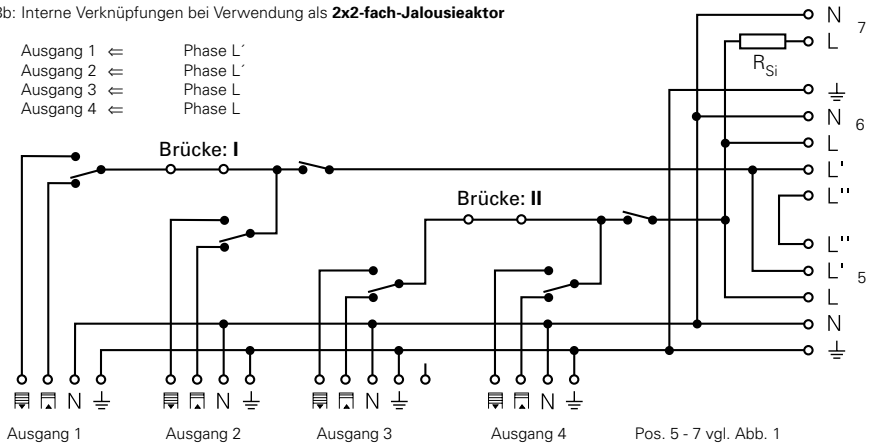 3b: Interne Verknüpfungen bei Verwendung als 2x2-fach-Jalousieaktor
Ausgang 1 ⇐ Phase L´
Ausgang 2 ⇐ Phase L´
Ausgang 3 ⇐ Phase L
Ausgang 4 ⇐ Phase L
N
7
L
R Si
N
6
L
Brücke: I
L'
L''
Brücke: II
L''
L'
5
L
N
N
N
N
N
Ausgang 1
Ausgang 2
Ausgang 3
Ausgang 4
Pos. 5 - 7 vgl. Abb. 1